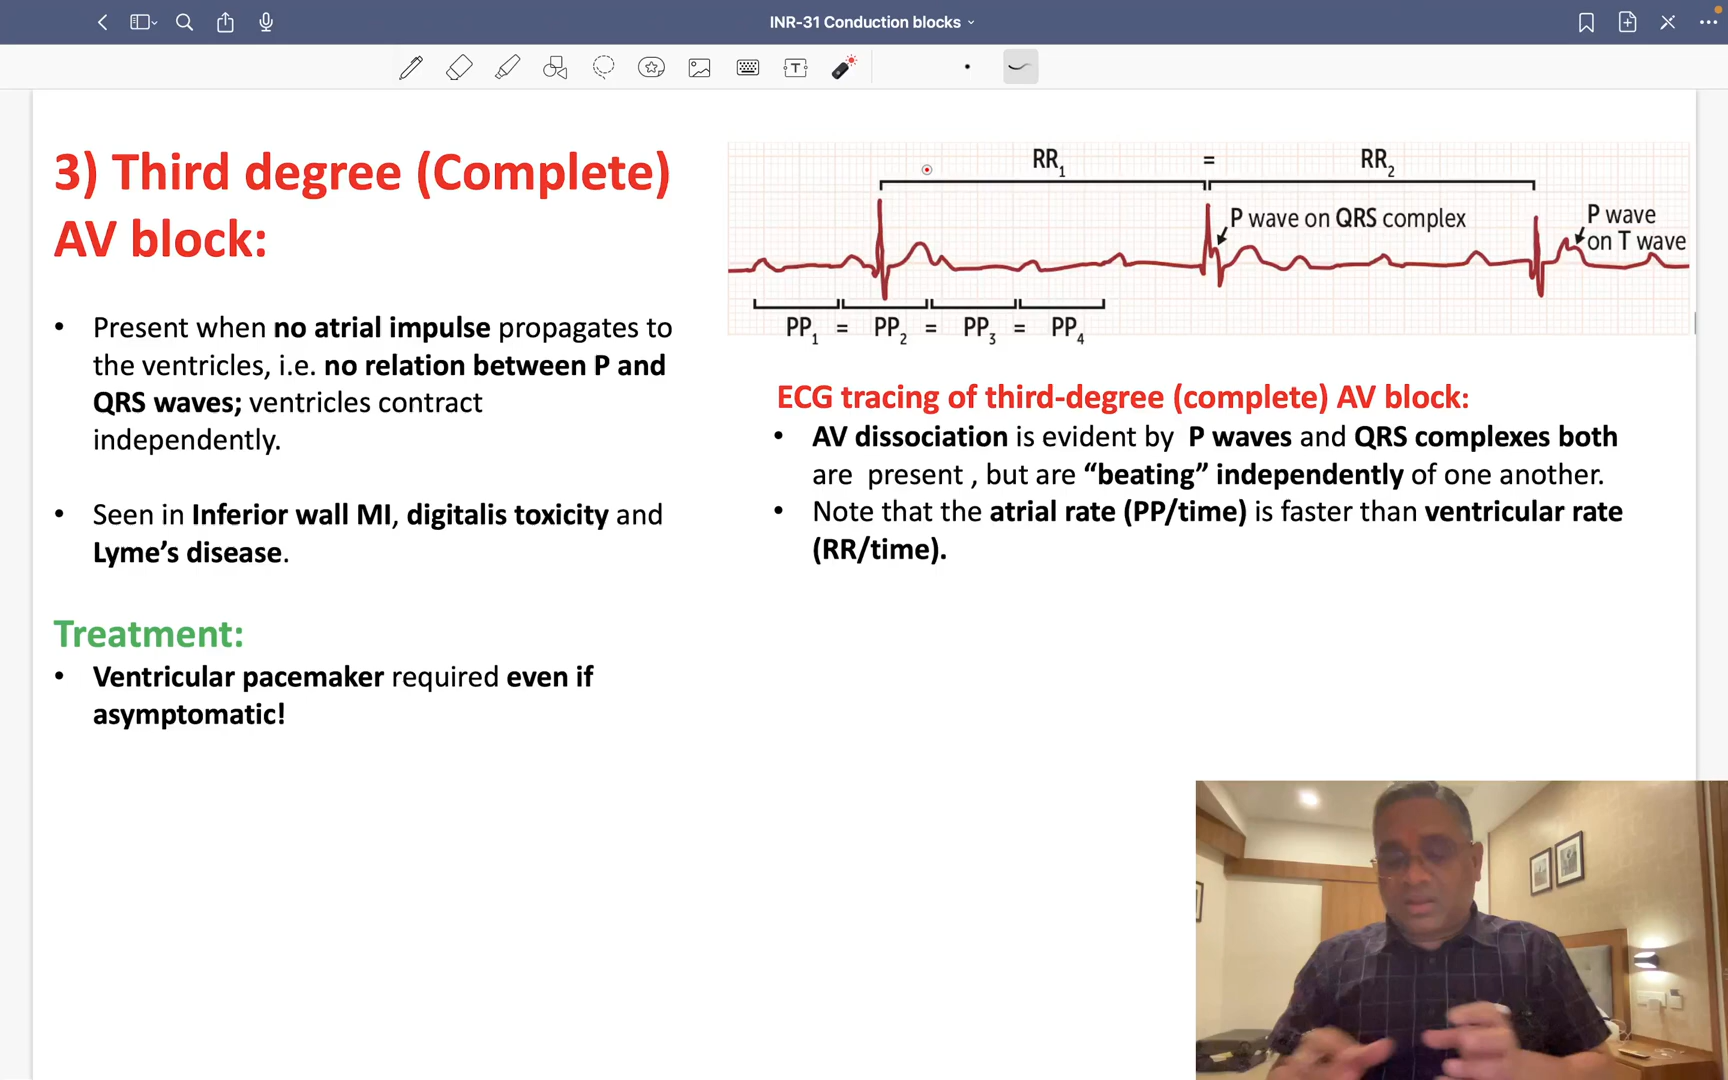 INR-31 Conduction blocks
3) Third degree (Complete)
AV block:
• Present when no atrial impulse propagates to
the ventricles, i.e. no relation between P and
QRS waves; ventricles contract
independently.
• Seen in Inferior wall MI, digitalis toxicity and
Lyme’s disease.
Treatment:
• Ventricular pacemaker required even if
asymptomatic!
RR1 = RR2
P wave on QRS complex
P wave
on T wave
PP1 = PP2 = PP3 = PP4
ECG tracing of third-degree (complete) AV block:
• AV dissociation is evident by P waves and QRS complexes both
are present , but are “beating” independently of one another.
• Note that the atrial rate (PP/time) is faster than ventricular rate
(RR/time).